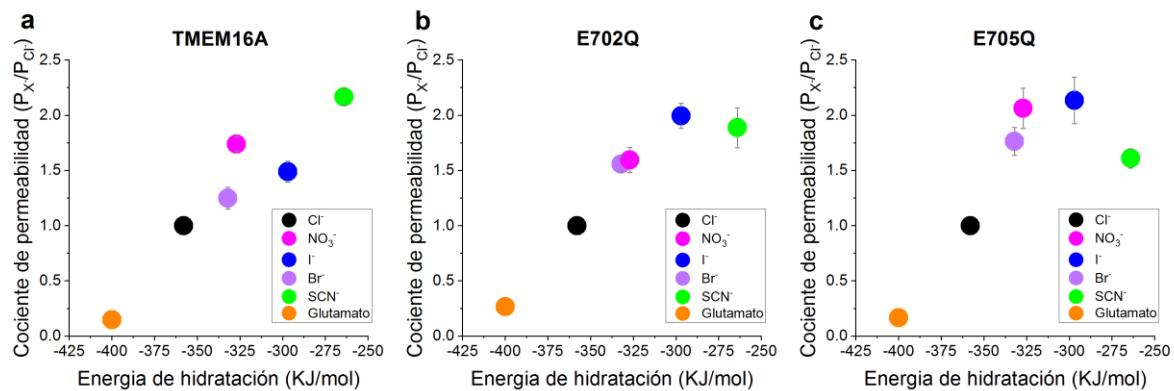 a
TMEM16A
Cociente de permeabilidad (PX-/PCl-)
2.5
2.0
1.5
1.0
0.5
0.0
Cl-
NO3-
I-
Br-
SCN-
Glutamato
-425 -400 -375 -350 -325 -300 -275 -250
Energia de hidratación (KJ/mol)
b
E702Q
Cociente de permeabilidad (PX-/PCl-)
2.5
2.0
1.5
1.0
0.5
0.0
Cl-
NO3-
I-
Br-
SCN-
Glutamato
-425 -400 -375 -350 -325 -300 -275 -250
Energia de hidratación (KJ/mol)
c
E705Q
Cociente de permeabilidad (PX-/PCl-)
2.5
2.0
1.5
1.0
0.5
0.0
Cl-
NO3-
I-
Br-
SCN-
Glutamato
-425 -400 -375 -350 -325 -300 -275 -250
Energia de hidratación (KJ/mol)